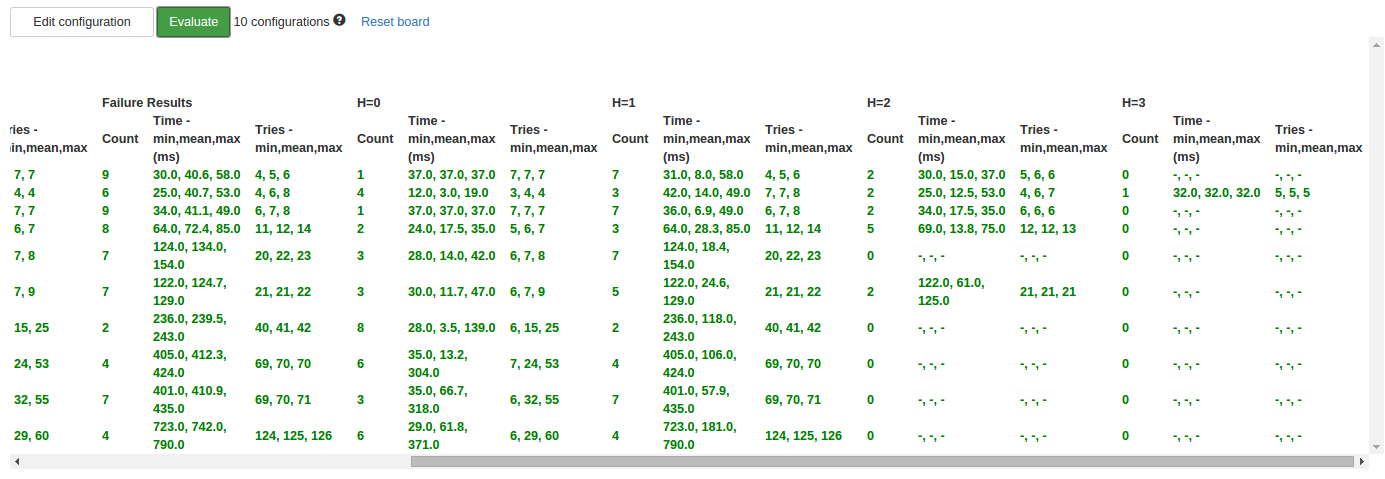 Edit configuration Evaluate 10 configurations ? Reset board
Failure Results H=0 H=1 H=2 H=3
ries - min,mean,max Count Time - min,mean,max (ms) Tries - min,mean,max Count Time - min,mean,max (ms) Tries - min,mean,max Count Time - min,mean,max (ms) Tries - min,mean,max Count Time - min,mean,max (ms) Tries - min,mean,max Count Time - min,mean,max (ms) Tries - min,mean,max
7, 7 9 30.0, 40.6, 58.0 4, 5, 6 1 37.0, 37.0, 37.0 7, 7, 7 7 31.0, 8.0, 58.0 4, 5, 6 2 30.0, 15.0, 37.0 5, 6, 6 0 -, -, - -, -, -
4, 4 6 25.0, 40.7, 53.0 4, 6, 8 4 12.0, 3.0, 19.0 3, 4, 4 3 42.0, 14.0, 49.0 7, 7, 8 2 25.0, 12.5, 53.0 4, 6, 7 1 32.0, 32.0, 32.0 5, 5, 5
7, 7 9 34.0, 41.1, 49.0 6, 7, 8 1 37.0, 37.0, 37.0 7, 7, 7 7 36.0, 6.9, 49.0 6, 7, 8 2 34.0, 17.5, 35.0 6, 6, 6 0 -, -, - -, -, -
6, 7 8 64.0, 72.4, 85.0 11, 12, 14 2 24.0, 17.5, 35.0 5, 6, 7 3 64.0, 28.3, 85.0 11, 12, 14 5 69.0, 13.8, 75.0 12, 12, 13 0 -, -, - -, -, -
7, 8 7 124.0, 134.0, 154.0 20, 22, 23 3 28.0, 14.0, 42.0 6, 7, 8 7 124.0, 18.4, 154.0 20, 22, 23 0 -, -, - -, -, - 0 -, -, - -, -, -
7, 9 7 122.0, 124.7, 129.0 21, 21, 22 3 30.0, 11.7, 47.0 6, 7, 9 5 122.0, 24.6, 129.0 21, 21, 22 2 122.0, 61.0, 125.0 21, 21, 21 0 -, -, - -, -, -
15, 25 2 236.0, 239.5, 243.0 40, 41, 42 8 28.0, 3.5, 139.0 6, 15, 25 2 236.0, 118.0, 243.0 40, 41, 42 0 -, -, - -, -, - 0 -, -, - -, -, -
24, 53 4 405.0, 412.3, 424.0 69, 70, 70 6 35.0, 13.2, 304.0 7, 24, 53 4 405.0, 106.0, 424.0 69, 70, 70 0 -, -, - -, -, - 0 -, -, - -, -, -
32, 55 7 401.0, 410.9, 435.0 69, 70, 71 3 35.0, 66.7, 318.0 6, 32, 55 7 401.0, 57.9, 435.0 69, 70, 71 0 -, -, - -, -, - 0 -, -, - -, -, -
29, 60 4 723.0, 742.0, 790.0 124, 125, 126 6 29.0, 61.8, 371.0 6, 29, 60 4 723.0, 181.0, 790.0 124, 125, 126 0 -, -, - -, -, - 0 -, -, - -, -, -